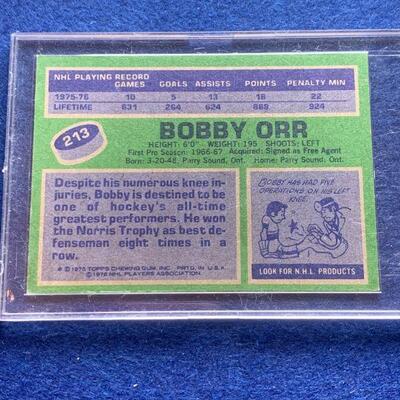 NHL PLAYING RECORD
GAMES GOALS ASSISTS POINTS PENALTY MIN
1975-76 10 5 13 18 22
LIFETIME 631 264 624 888 924
213
BOBBY ORR
HEIGHT: 6'0" WEIGHT: 195 SHOOTS: LEFT
First Pro Season: 1966-67 Acquired: Signed as Free Agent
Born: 3-20-48, Parry Sound, Ont. Home: Parry Sound, Ont.
Despite his numerous knee in-
juries, Bobby is destined to be
hoe of hockey's all-time
greatest performers. He won
the Norris Trophy as best de-
fenseman eight times in a
row.
© 1976 TOPPS CHEWING GUM, INC. PRTD. IN U.S.A.
© 1976 NHL PLAYERS ASSOCIATION
BOBBY HAS HAD FIVE
OPERATIONS ON HIS LEFT
KNEE.
LOOK FOR N.H.L. PRODUCTS